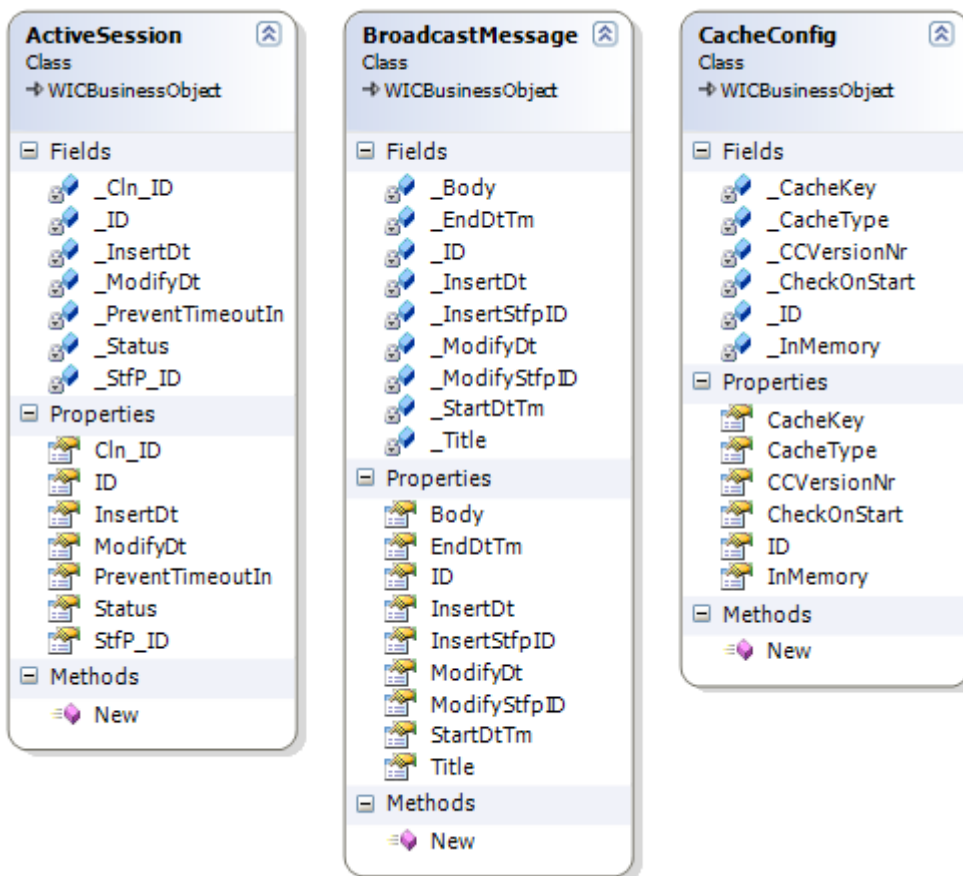 ActiveSession
Class
WICBusinessObject
Fields
_Cln_ID
_ID
_InsertDt
_ModifyDt
_PreventTimeoutIn
_Status
_StfP_ID
Properties
Cln_ID
ID
InsertDt
ModifyDt
PreventTimeoutIn
Status
StfP_ID
Methods
New
BroadcastMessage
Class
WICBusinessObject
Fields
_Body
_EndDtTm
_ID
_InsertDt
_InsertStfpID
_ModifyDt
_ModifyStfpID
_StartDtTm
_Title
Properties
Body
EndDtTm
ID
InsertDt
InsertStfpID
ModifyDt
ModifyStfpID
StartDtTm
Title
Methods
New
CacheConfig
Class
WICBusinessObject
Fields
_CacheKey
_CacheType
_CCVersionNr
_CheckOnStart
_ID
_InMemory
Properties
CacheKey
CacheType
CCVersionNr
CheckOnStart
ID
InMemory
Methods
New